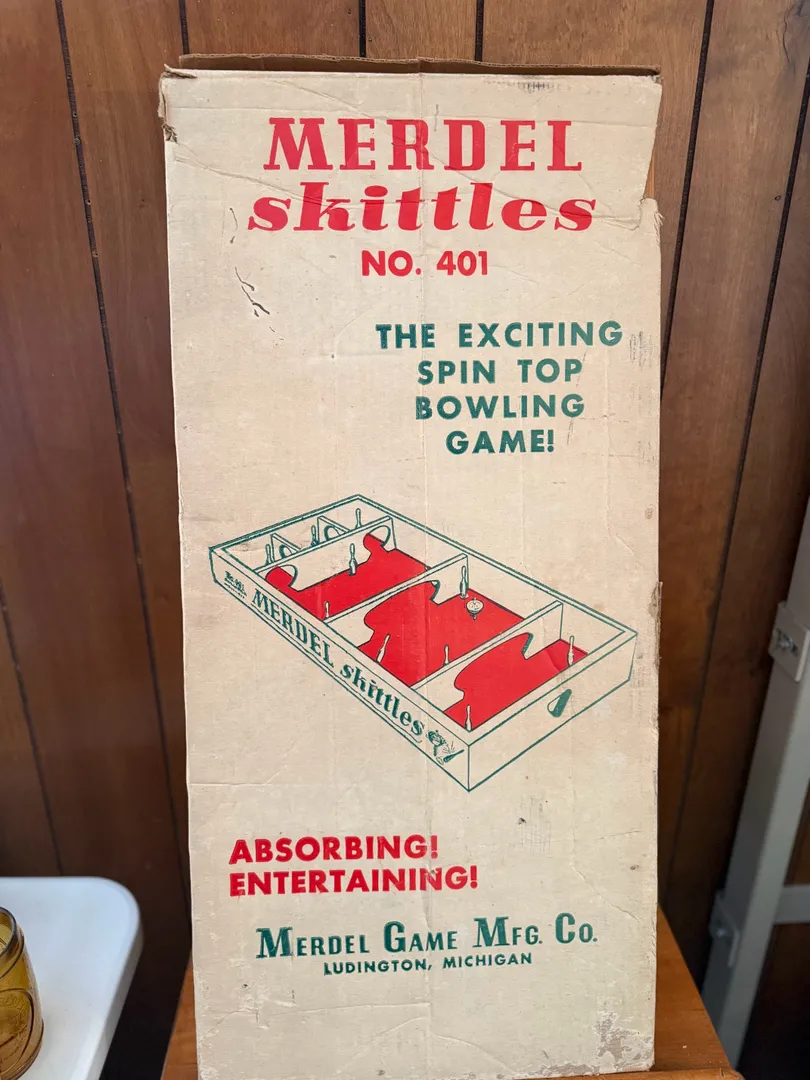 MERDEL
skittles
NO. 401
THE EXCITING
SPIN TOP
BOWLING
GAME!
MERDEL skittles
ABSORBING!
ENTERTAINING!
MERDEL GAME MFG. CO.
LUDINGTON, MICHIGAN